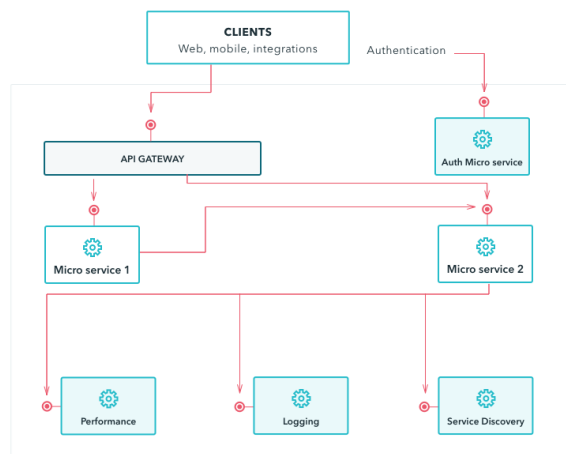 CLIENTS
Web, mobile, integrations
Authentication
API GATEWAY
Auth Micro service
Micro service 1
Micro service 2
Performance
Logging
Service Discovery